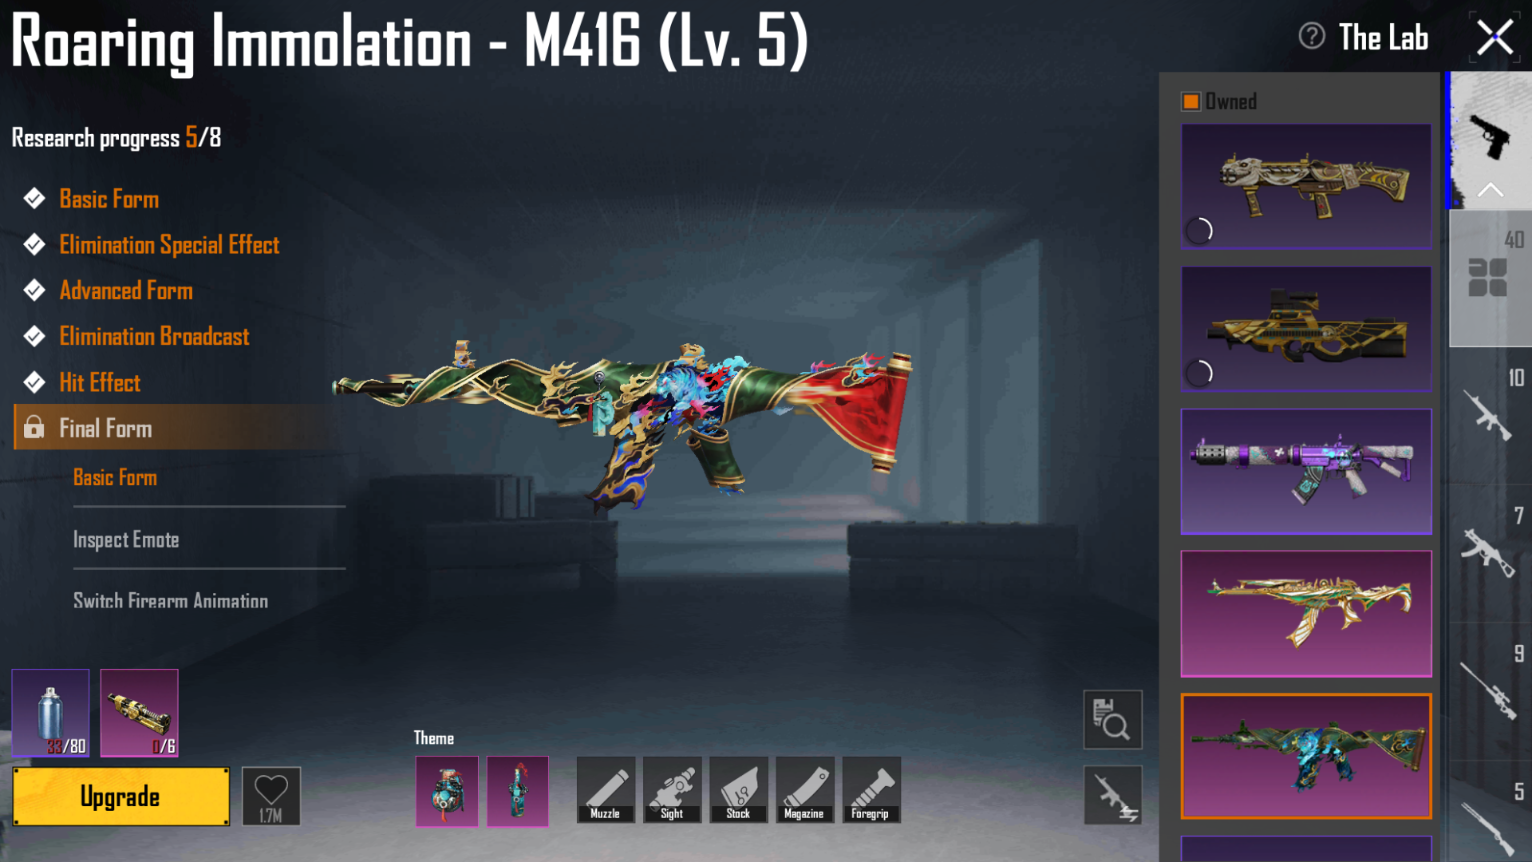 Roaring Immolation - M416 (Lv. 5)
The Lab
Research progress 5/8
Basic Form
Elimination Special Effect
Advanced Form
Elimination Broadcast
Hit Effect
Final Form
Basic Form
Inspect Emote
Switch Firearm Animation
33/80
0/6
Upgrade
1.7M
Theme
Muzzle
Sight
Stock
Magazine
Foregrip
Owned
40
10
7
9
5